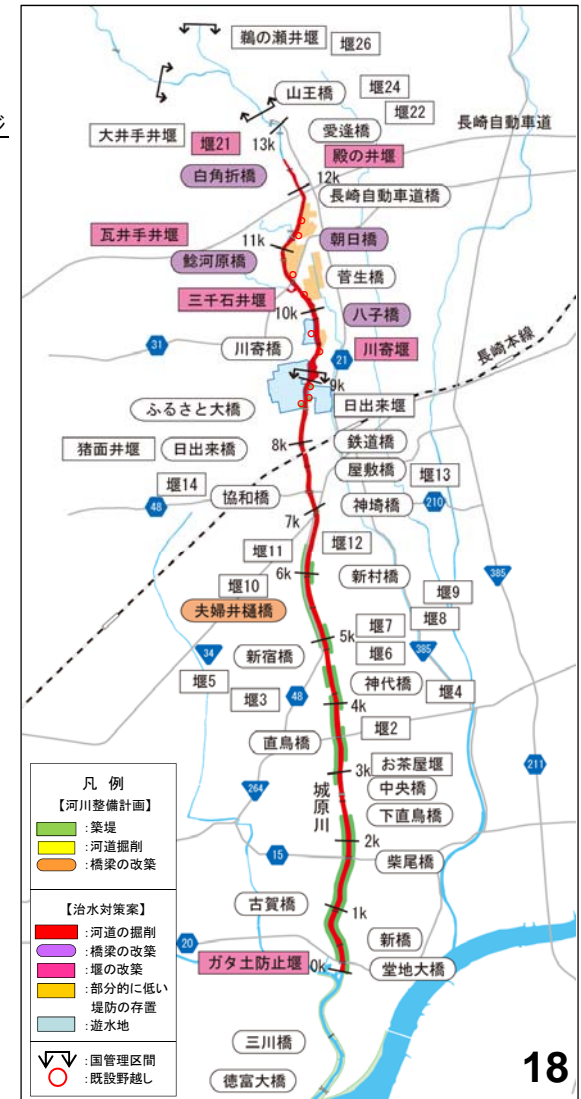 鵜の瀬井堰
堰26
山王橋
堰24
堰22
大井手井堰
堰21
13k
愛逢橋
長崎自動車道
殿の井堰
白角折橋
12k
長崎自動車道橋
瓦井手井堰
11k
朝日橋
鯰河原橋
菅生橋
三千石井堰
10k
八子橋
31
川寄橋
21
川寄堰
長崎本線
9k
日出来堰
ふるさと大橋
猪面井堰
日出来橋
8k
鉄道橋
屋敷橋
堰13
堰14
48
協和橋
7k
神埼橋
210
堰11
堰12
6k
新村橋
385
堰10
堰9
夫婦井樋橋
堰8
堰7
5k
34
新宿橋
堰6
385
堰5
神代橋
堰4
堰3
48
4k
堰2
直鳥橋
お茶屋堰
3k
211
264
城原川
中央橋
下直鳥橋
2k
15
柴尾橋
古賀橋
1k
20
新橋
ガタ土防止堰
0k
堂地大橋
三川橋
徳富大橋
凡 例
【河川整備計画】
:築堤
:河道掘削
:橋梁の改築
【治水対策案】
:河道の掘削
:橋梁の改築
:堰の改築
:部分的に低い
堤防の存置
:遊水地
:国管理区間
:既設野越し
18